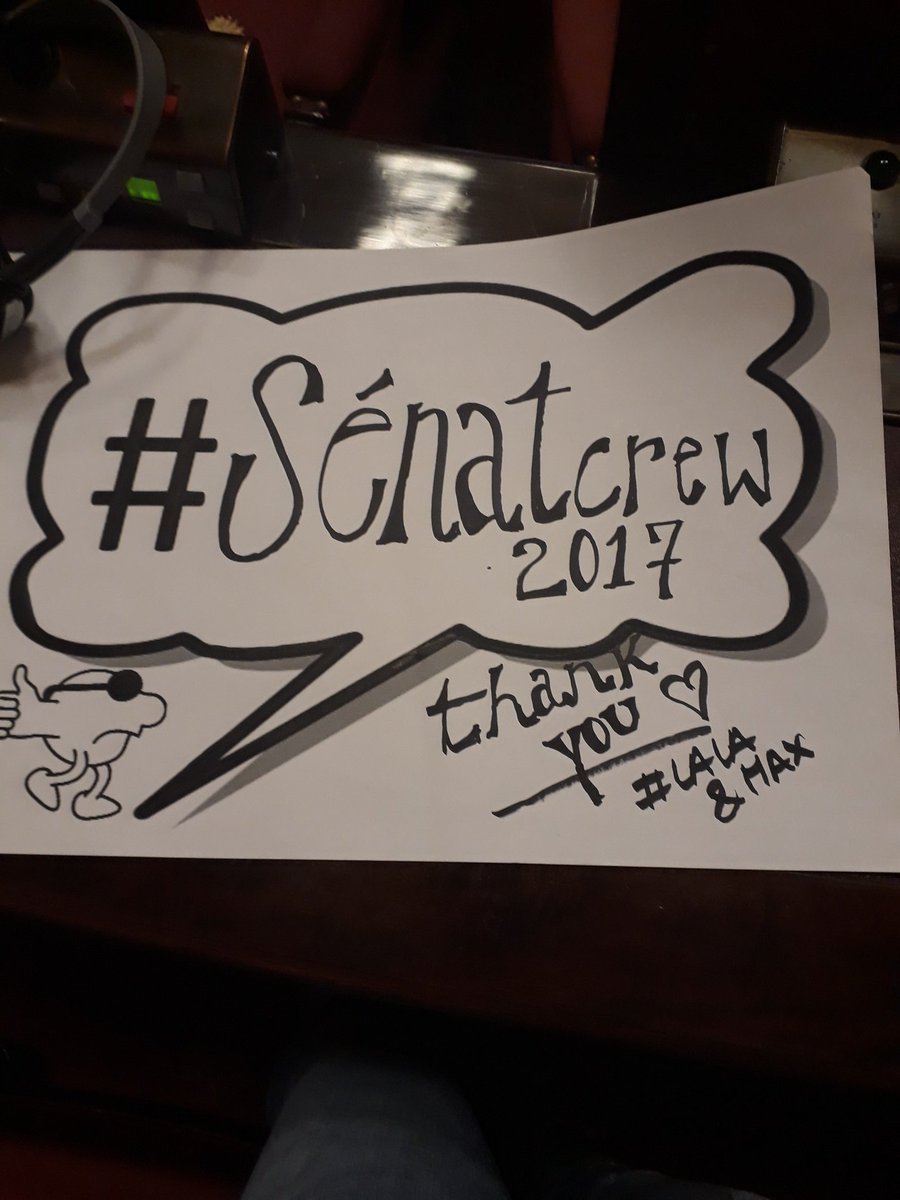 #Sénatcrew
2017
thank
you ♡
#LALA
& MAX